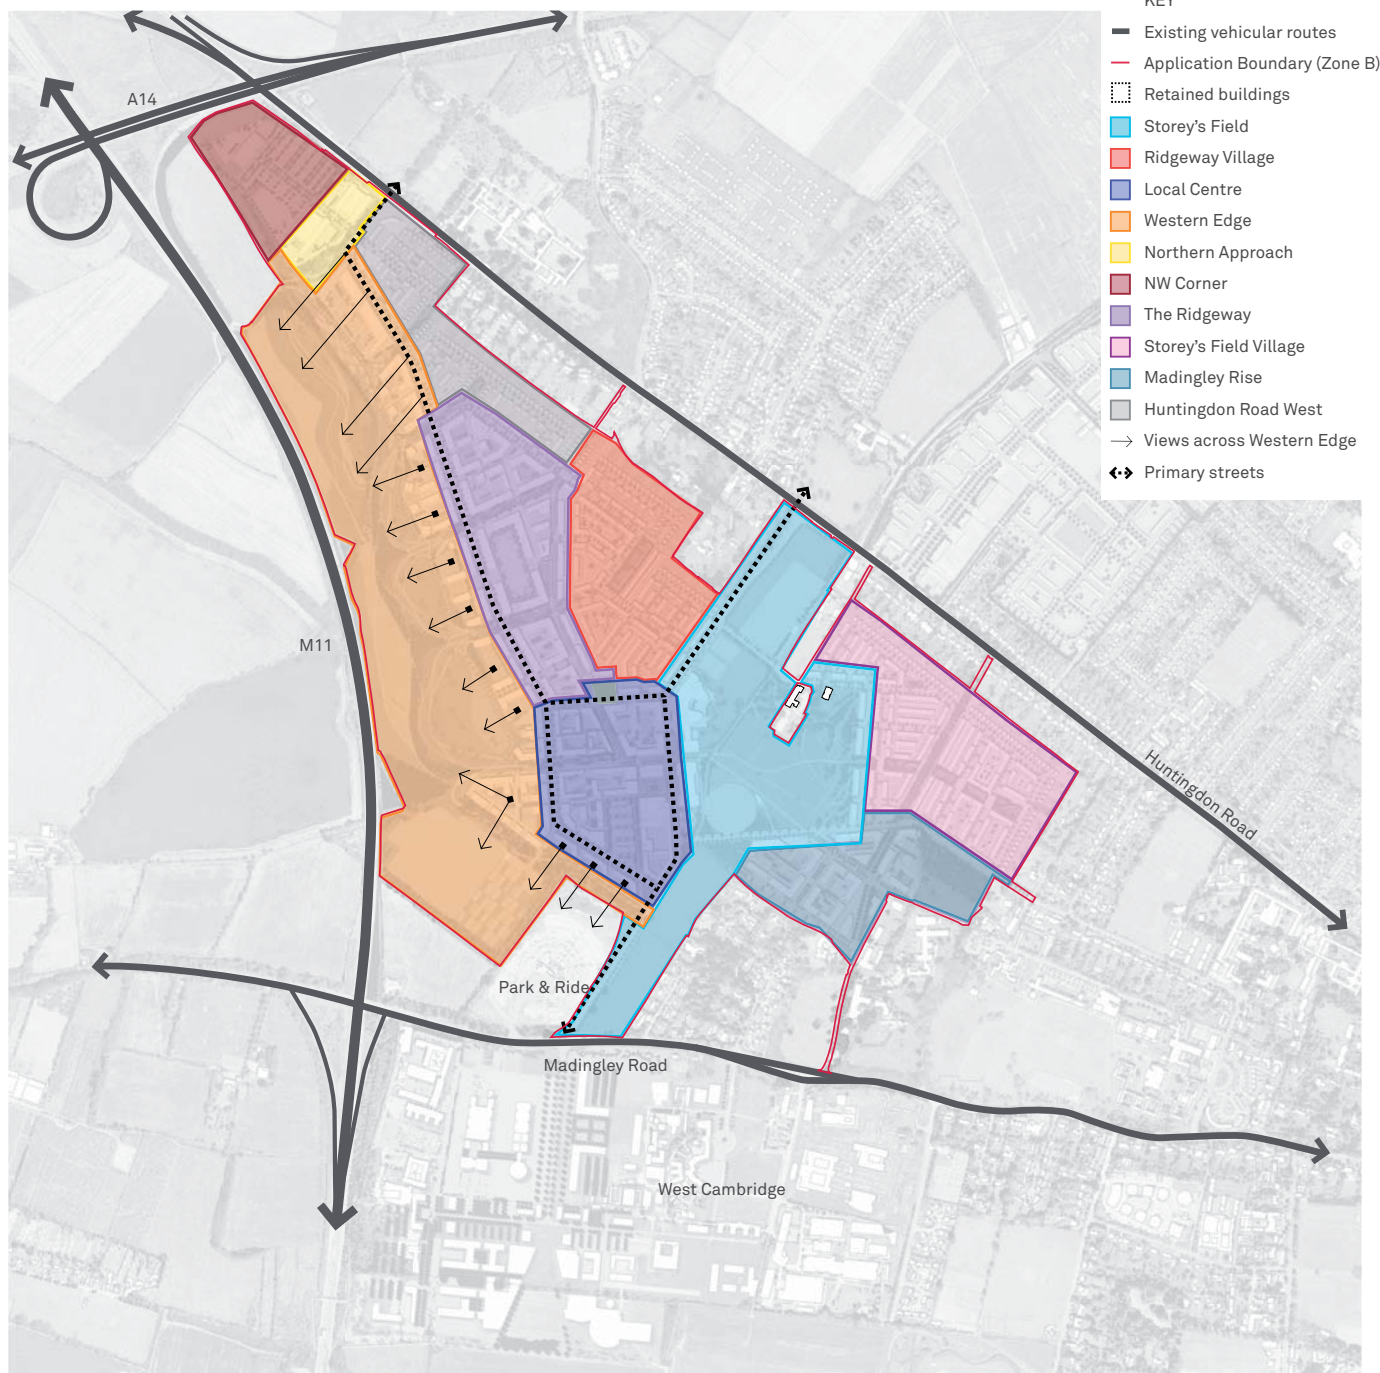 KEY
Existing vehicular routes
Application Boundary (Zone B)
Retained buildings
Storey’s Field
Ridgeway Village
Local Centre
Western Edge
Northern Approach
NW Corner
The Ridgeway
Storey’s Field Village
Madingley Rise
Huntingdon Road West
Views across Western Edge
Primary streets
A14
M11
Huntingdon Road
Park & Ride
Madingley Road
West Cambridge